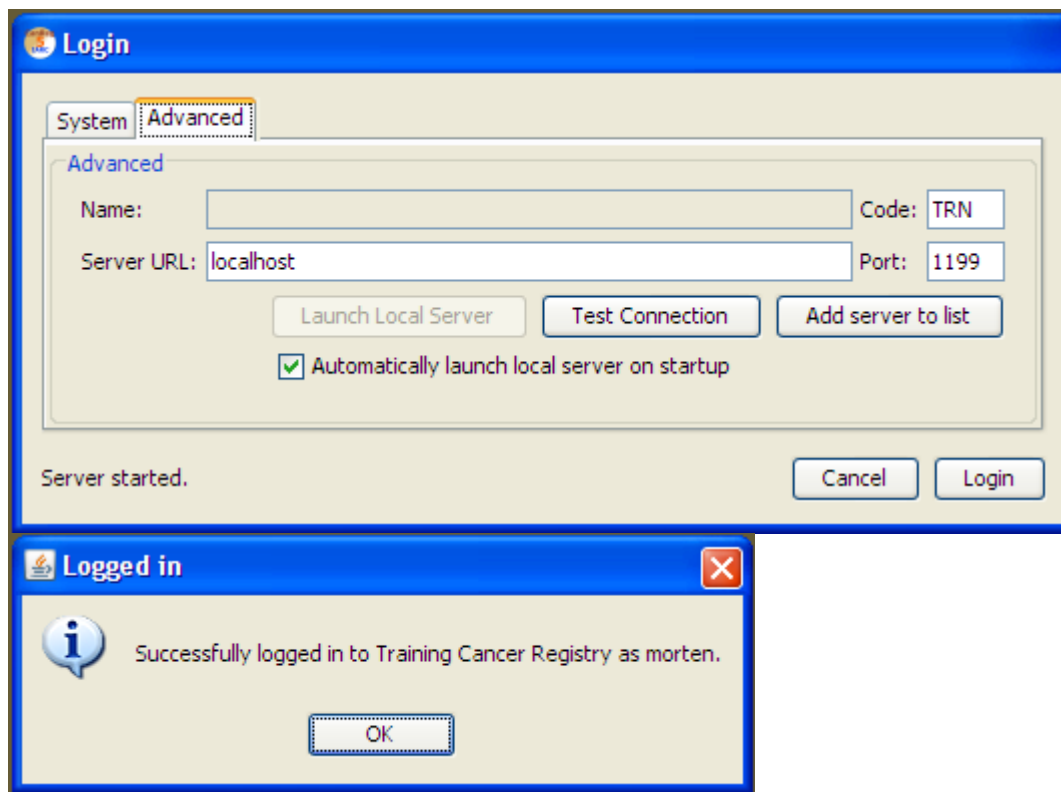 Login
System Advanced
Advanced
Name: Code: TRN
Server URL: localhost Port: 1199
Launch Local Server Test Connection Add server to list
Automatically launch local server on startup
Server started. Cancel Login
Logged in
Successfully logged in to Training Cancer Registry as morten.
OK